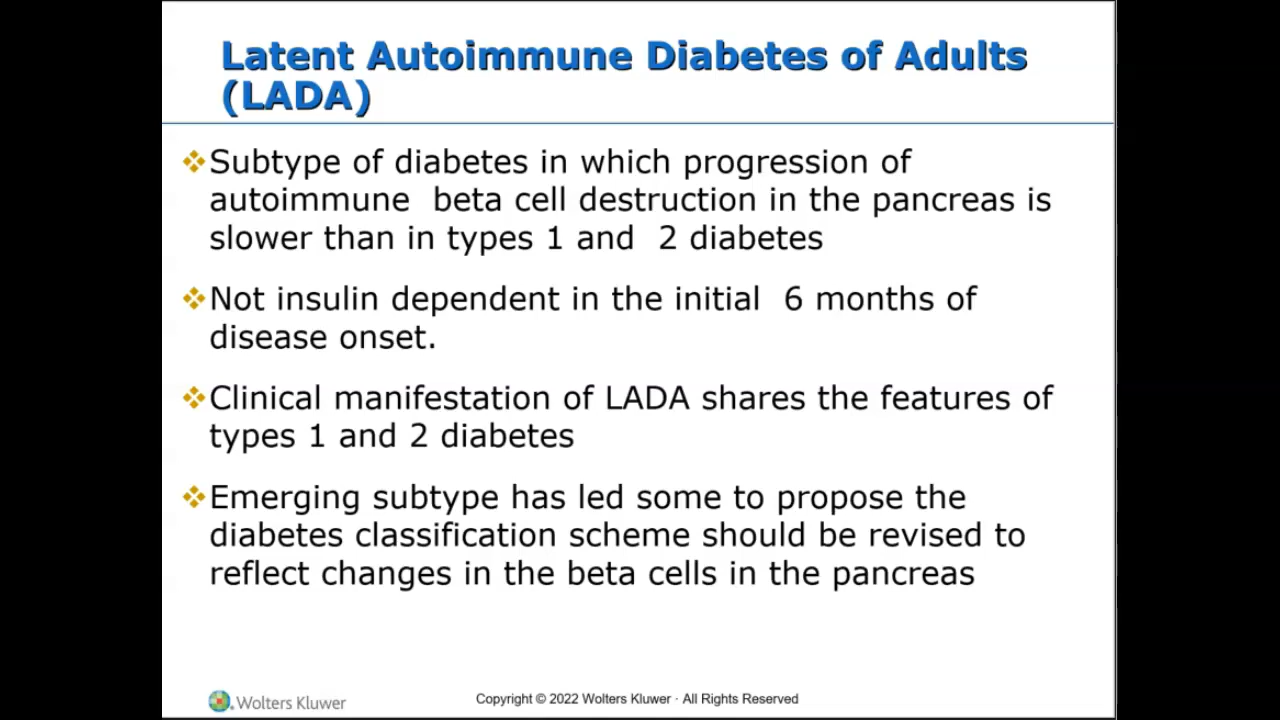 Latent Autoimmune Diabetes of Adults
(LADA)
Subtype of diabetes in which progression of
autoimmune beta cell destruction in the pancreas is
slower than in types 1 and 2 diabetes
Not insulin dependent in the initial 6 months of
disease onset.
Clinical manifestation of LADA shares the features of
types 1 and 2 diabetes
Emerging subtype has led some to propose the
diabetes classification scheme should be revised to
reflect changes in the beta cells in the pancreas
Wolters Kluwer
Copyright © 2022 Wolters Kluwer · All Rights Reserved